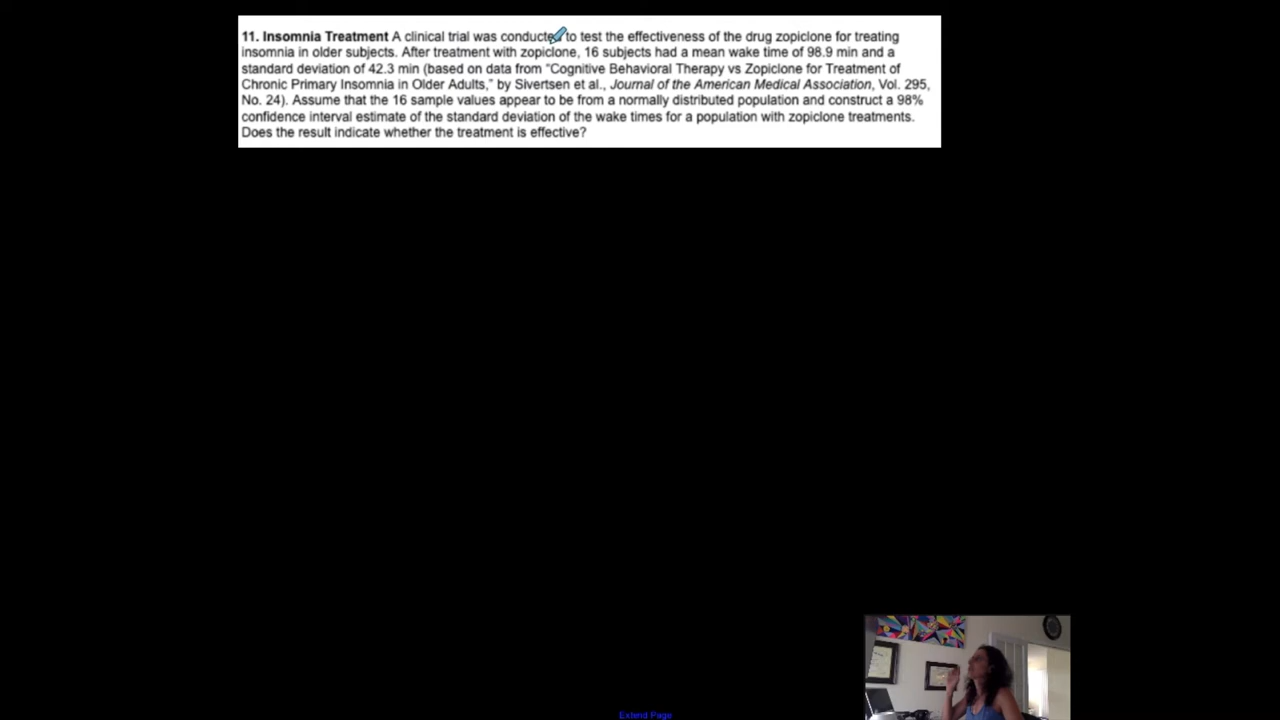 11. Insomnia Treatment A clinical trial was conducted to test the effectiveness of the drug zopiclone for treating
insomnia in older subjects. After treatment with zopiclone, 16 subjects had a mean wake time of 98.9 min and a
standard deviation of 42.3 min (based on data from “Cognitive Behavioral Therapy vs Zopiclone for Treatment of
Chronic Primary Insomnia in Older Adults,” by Sivertsen et al., Journal of the American Medical Association, Vol. 295,
No. 24). Assume that the 16 sample values appear to be from a normally distributed population and construct a 98%
confidence interval estimate of the standard deviation of the wake times for a population with zopiclone treatments.
Does the result indicate whether the treatment is effective?
Extend Page